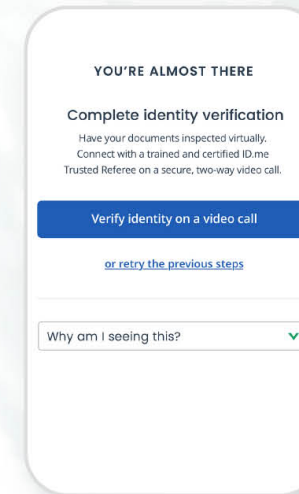 YOU'RE ALMOST THERE
Complete identity verification
Have your documents inspected virtually.
Connect with a trained and certified ID.me
Trusted Referee on a secure, two-way video call.
Verify identity on a video call
or retry the previous steps
Why am I seeing this?